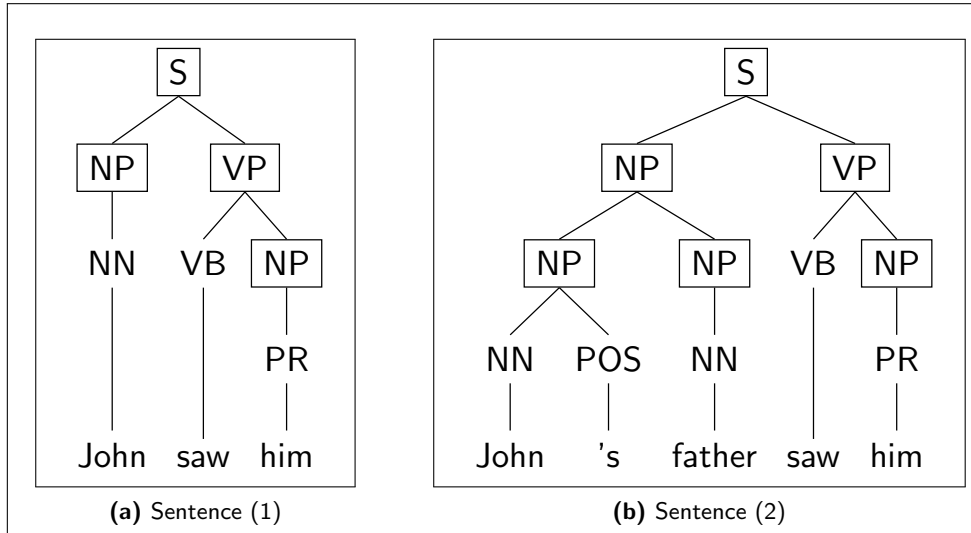 S
NP VP
NN VB NP
PR
John saw him
(a) Sentence (1)
S
NP VP
NP NP VB NP
NN POS NN PR
John 's father saw him
(b) Sentence (2)